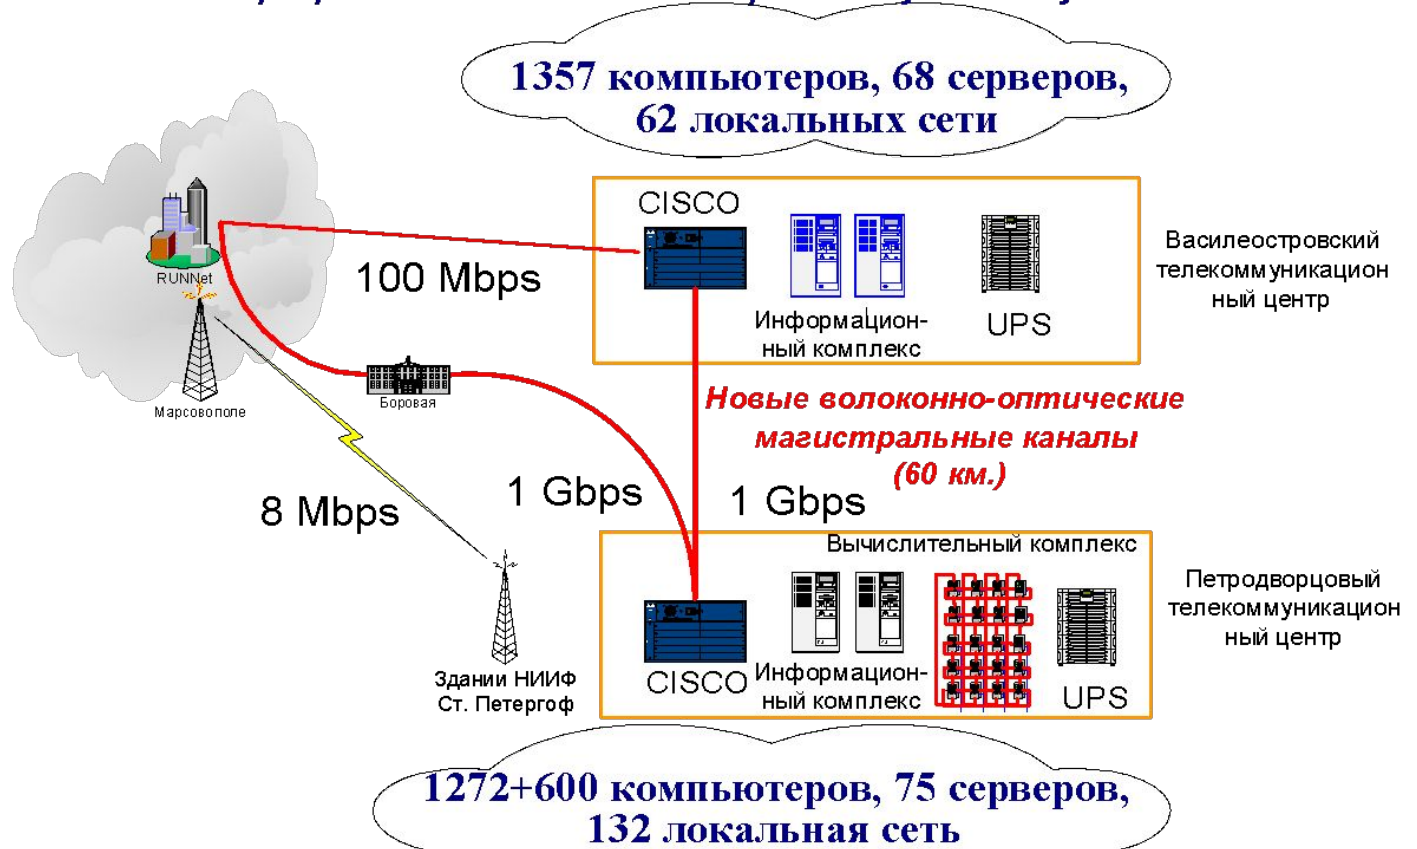 1357 компьютеров, 68 серверов,
62 локальных сети
CISCO
RUNNet
100 Mbps
Информацион-
ный комплекс
UPS
Василеостровский
телекоммуникацион
ный центр
Марсово поле
Боровая
Новые волоконно-оптические
магистральные каналы
(60 км.)
8 Mbps
1 Gbps
1 Gbps
Вычислительный комплекс
CISCO
Информацион-
ный комплекс
UPS
Петродворцовый
телекоммуникацион
ный центр
Здании НИИФ
Ст. Петергоф
1272+600 компьютеров, 75 серверов,
132 локальная сеть